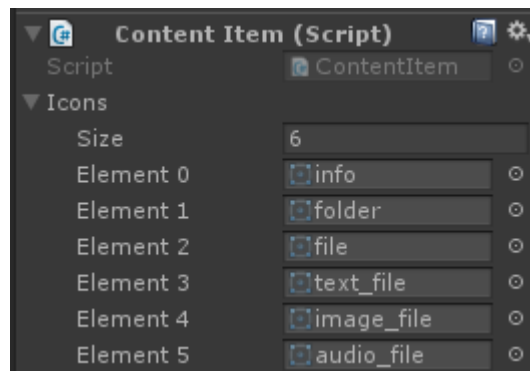 Content Item (Script)
Script ContentItem
Icons
Size 6
Element 0 info
Element 1 folder
Element 2 file
Element 3 text_file
Element 4 image_file
Element 5 audio_file